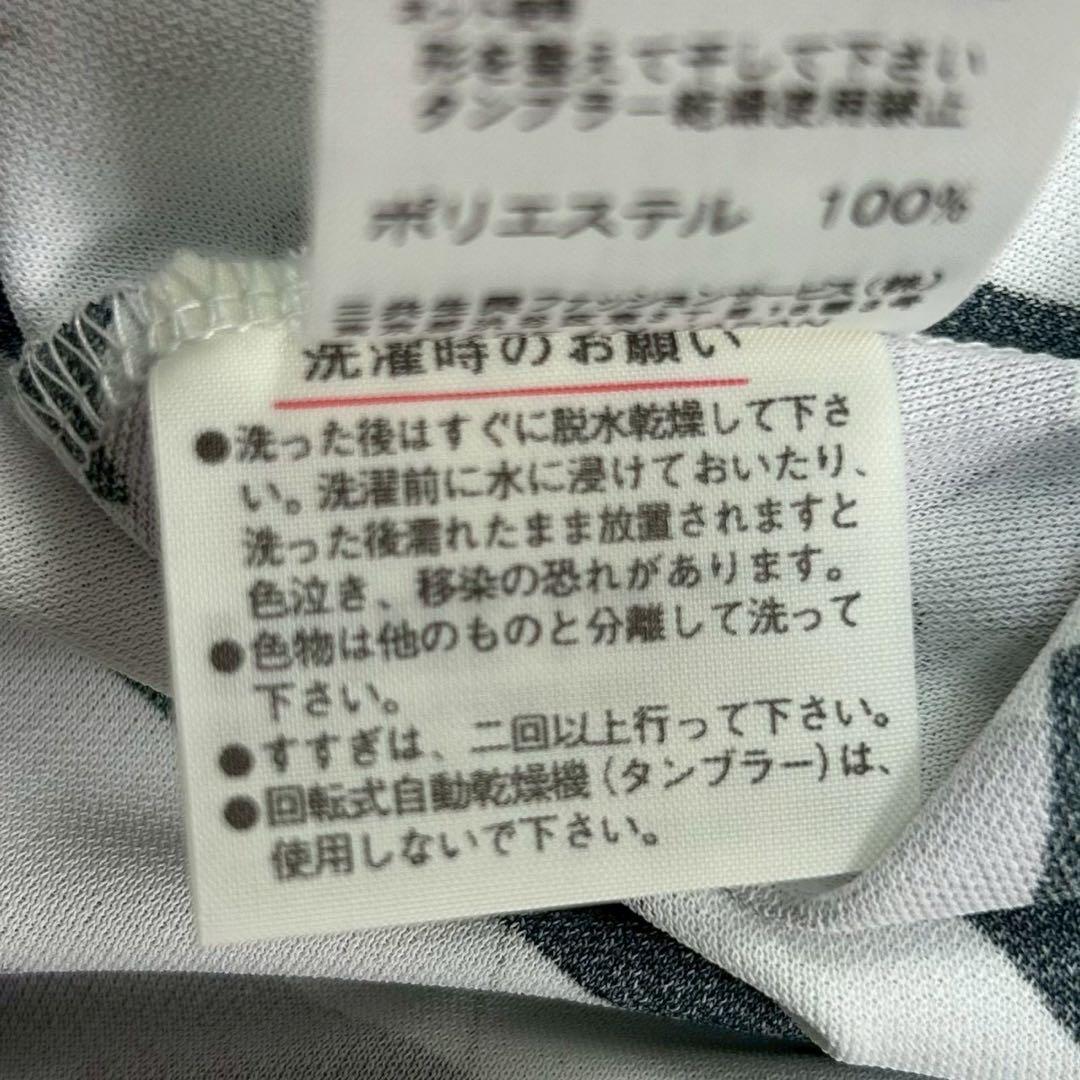 形を整えて干して下さい
タンブラー乾燥使用禁止
ポリエステル 100%
洗濯時のお願い
●洗った後はすぐに脱水乾燥して下さ
い。洗濯前に水に浸けておいたり、
洗った後濡れたまま放置されますと
色泣き、移染の恐れがあります。
●色物は他のものと分離して洗って
下さい。
●すすぎは、二回以上行って下さい。
●回転式自動乾燥機(タンブラー)は、
使用しないで下さい。